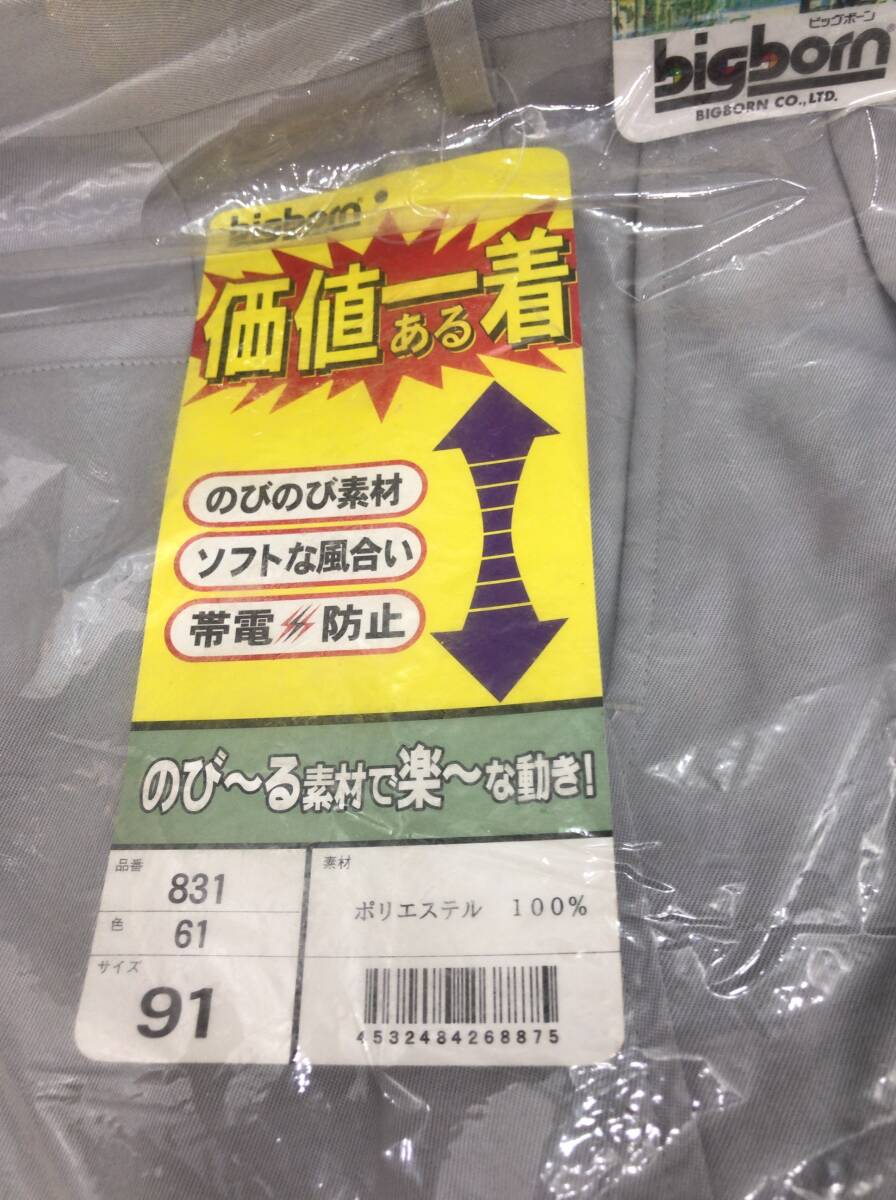 ビッグボーン
bigborn
BIGBORN CO.,LTD.
bigborn
価値ある一着
のびのび素材
ソフトな風合い
帯電防止
のび〜る素材で楽〜な動き!
品番
831
色
61
サイズ
91
素材
ポリエステル 100%
4532484268875